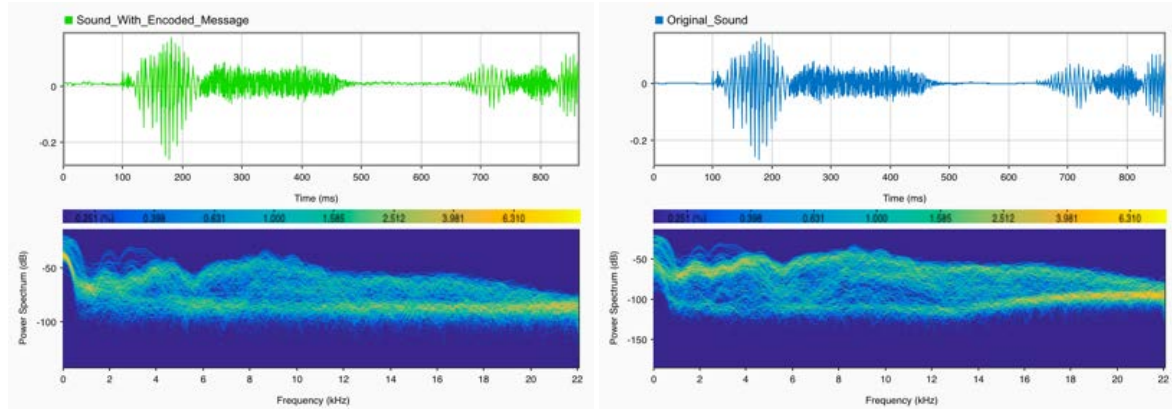 Sound_With_Encoded_Message
0
-0.2
0 100 200 300 400 500 600 700 800
Time (ms)
0.251 (%) 0.398 0.631 1.000 1.585 2.512 3.981 6.310
Power Spectrum (dB)
-50
-100
0 2 4 6 8 10 12 14 16 18 20 22
Frequency (kHz)
Original_Sound
0
-0.2
0 100 200 300 400 500 600 700 800
Time (ms)
0.251 (%) 0.398 0.631 1.000 1.585 2.512 3.981 6.310
Power Spectrum (dB)
-50
-100
-150
0 2 4 6 8 10 12 14 16 18 20 22
Frequency (kHz)